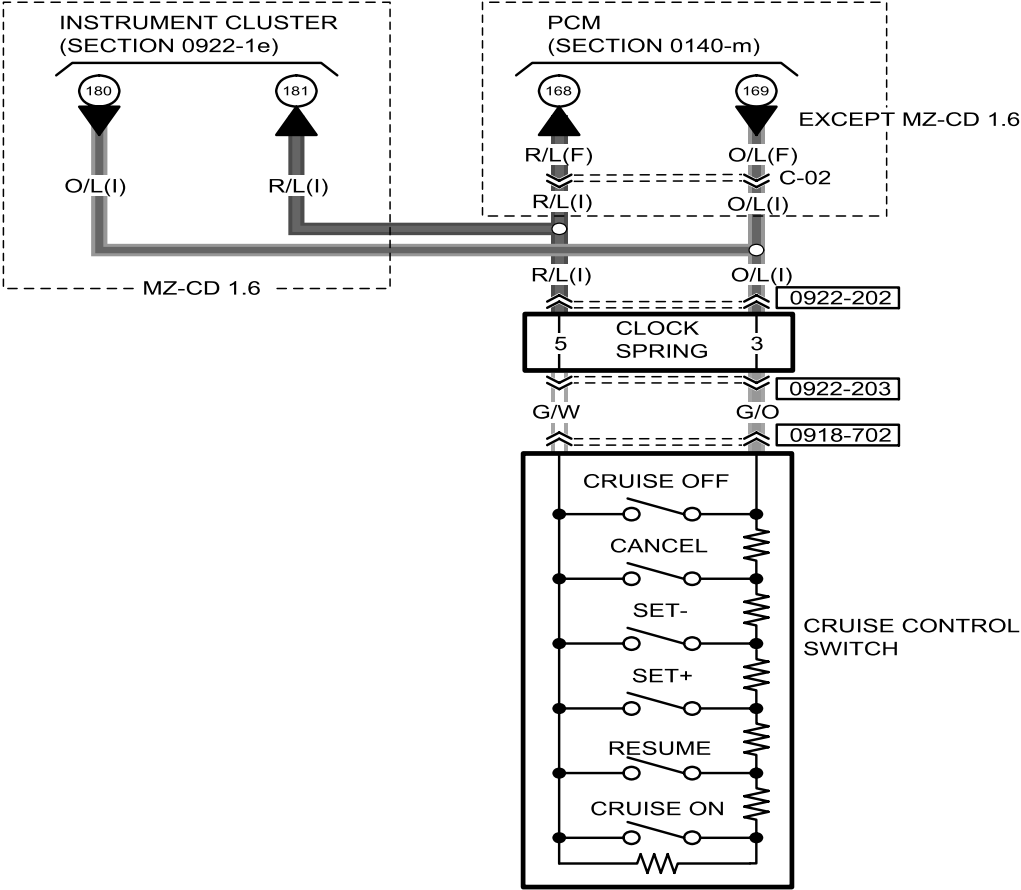 INSTRUMENT CLUSTER
(SECTION 0922-1e)
PCM
(SECTION 0140-m)
180
181
168
169
EXCEPT MZ-CD 1.6
R/L(F)
O/L(F)
C-02
O/L(I)
R/L(I)
R/L(I)
O/L(I)
R/L(I)
O/L(I)
MZ-CD 1.6
0922-202
5
CLOCK
SPRING
3
0922-203
G/W
G/O
0918-702
CRUISE OFF
CANCEL
SET-
SET+
RESUME
CRUISE ON
CRUISE CONTROL
SWITCH